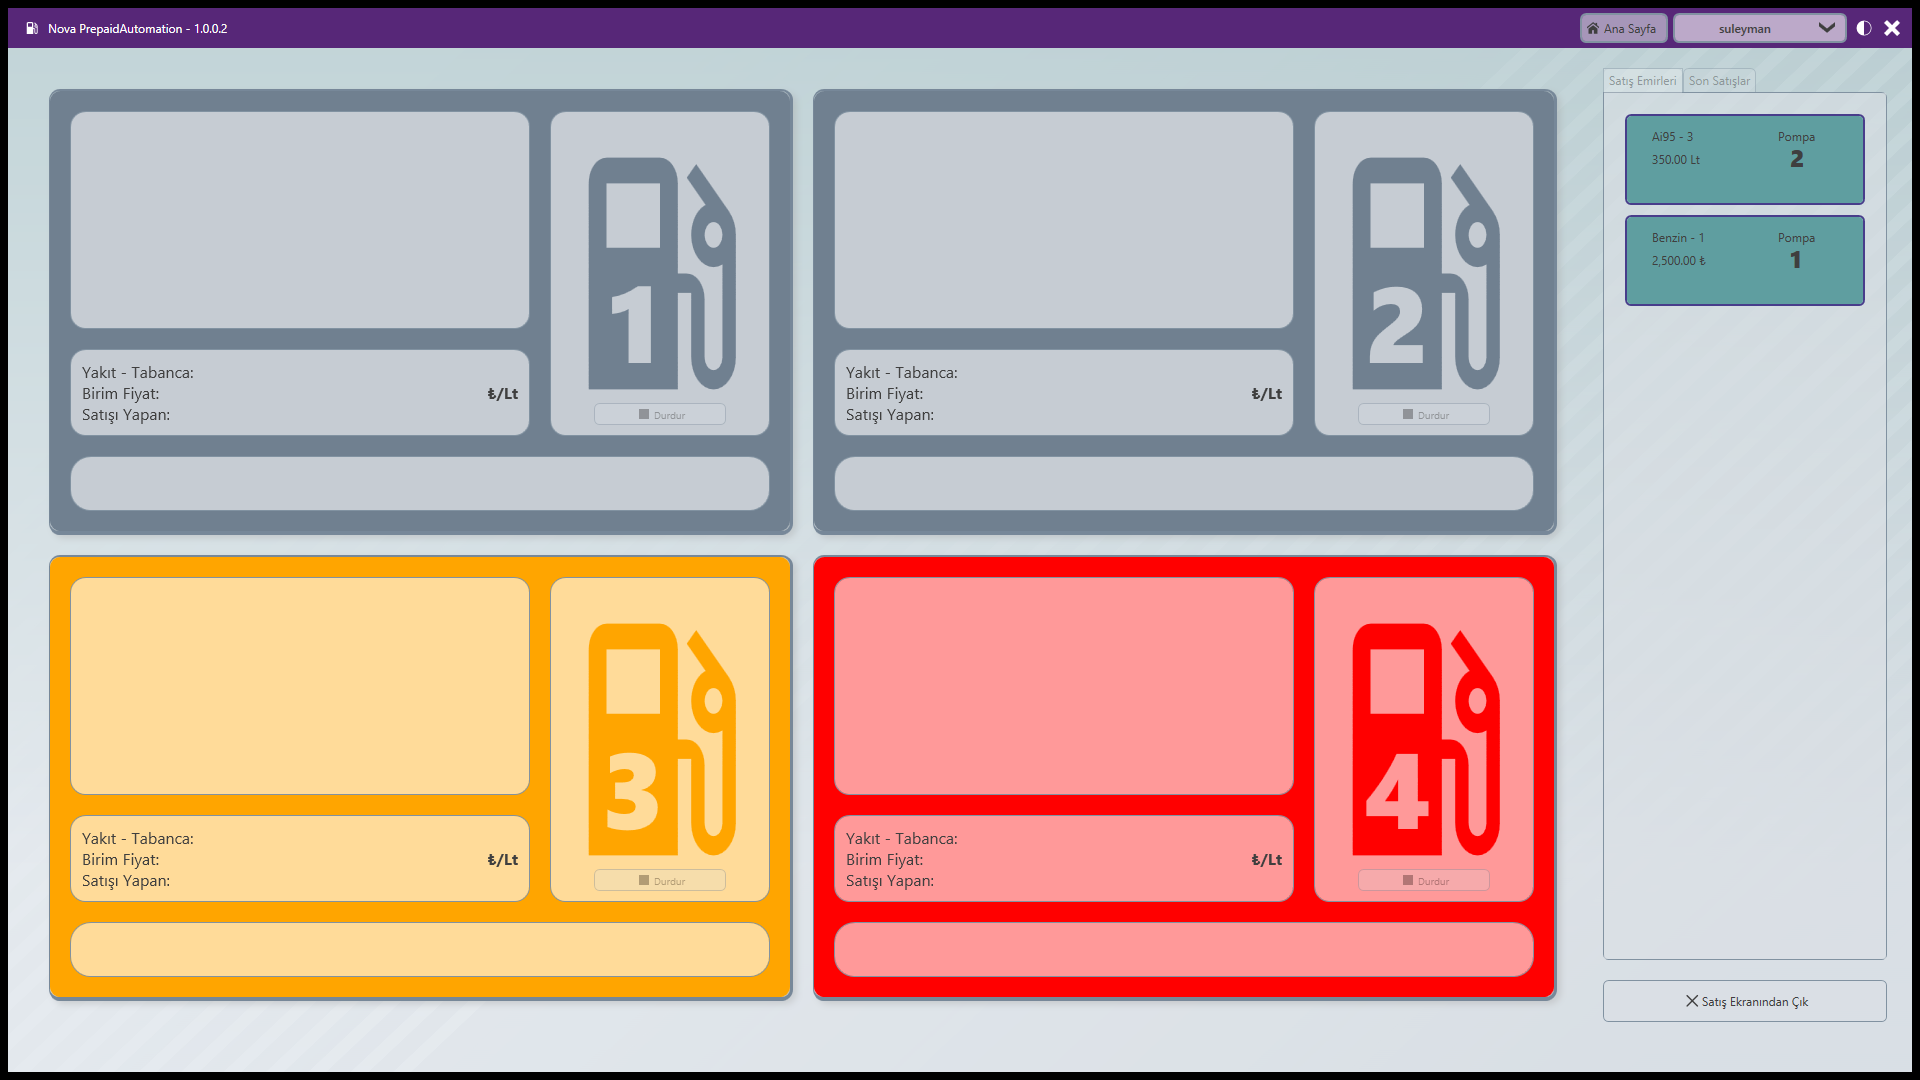 Nova PrepaidAutomation - 1.0.0.2
Ana Sayfa
suleyman
Satış Emirleri
Son Satışlar
1
Yakıt - Tabanca:
Birim Fiyat: ₺/Lt
Satışı Yapan:
Durdur
2
Yakıt - Tabanca:
Birim Fiyat: ₺/Lt
Satışı Yapan:
Durdur
3
Yakıt - Tabanca:
Birim Fiyat: ₺/Lt
Satışı Yapan:
Durdur
4
Yakıt - Tabanca:
Birim Fiyat: ₺/Lt
Satışı Yapan:
Durdur
Ai95 - 3 Pompa
350.00 Lt 2
Benzin - 1 Pompa
2,500.00 ₺ 1
Satış Ekranından Çık